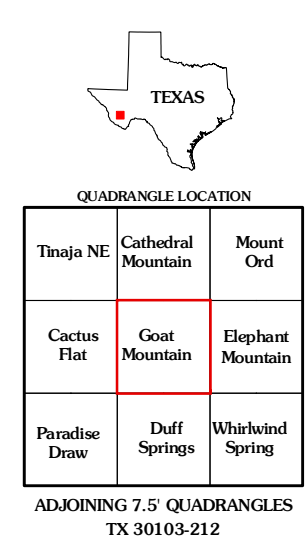 TEXAS
QUADRANGLE LOCATION
Tinaja NE
Cathedral
Mountain
Mount
Ord
Cactus
Flat
Goat
Mountain
Elephant
Mountain
Paradise
Draw
Duff
Springs
Whirlwind
Spring
ADJOINING 7.5' QUADRANGLES
TX 30103-212